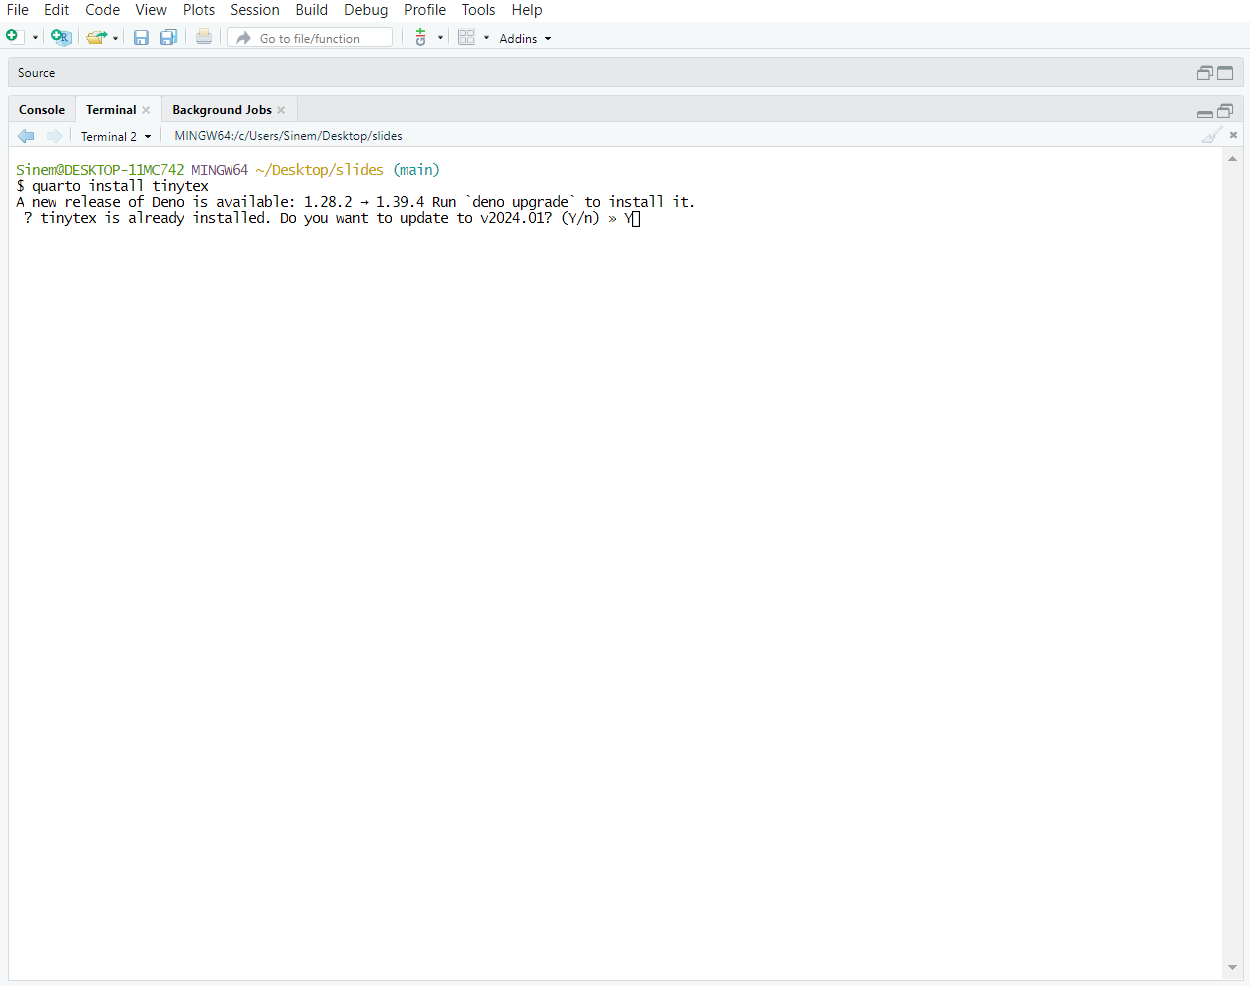 File Edit Code View Plots Session Build Debug Profile Tools Help
Go to file/function Addins
Source
Console Terminal Background Jobs
Terminal 2 MINGW64:/c/Users/Sinem/Desktop/slides
Sinem@DESKTOP-11MC742 MINGW64 ~/Desktop/slides (main)
$ quarto install tinytex
A new release of Deno is available: 1.28.2 → 1.39.4 Run `deno upgrade` to install it.
? tinytex is already installed. Do you want to update to v2024.01? (Y/n) » Y